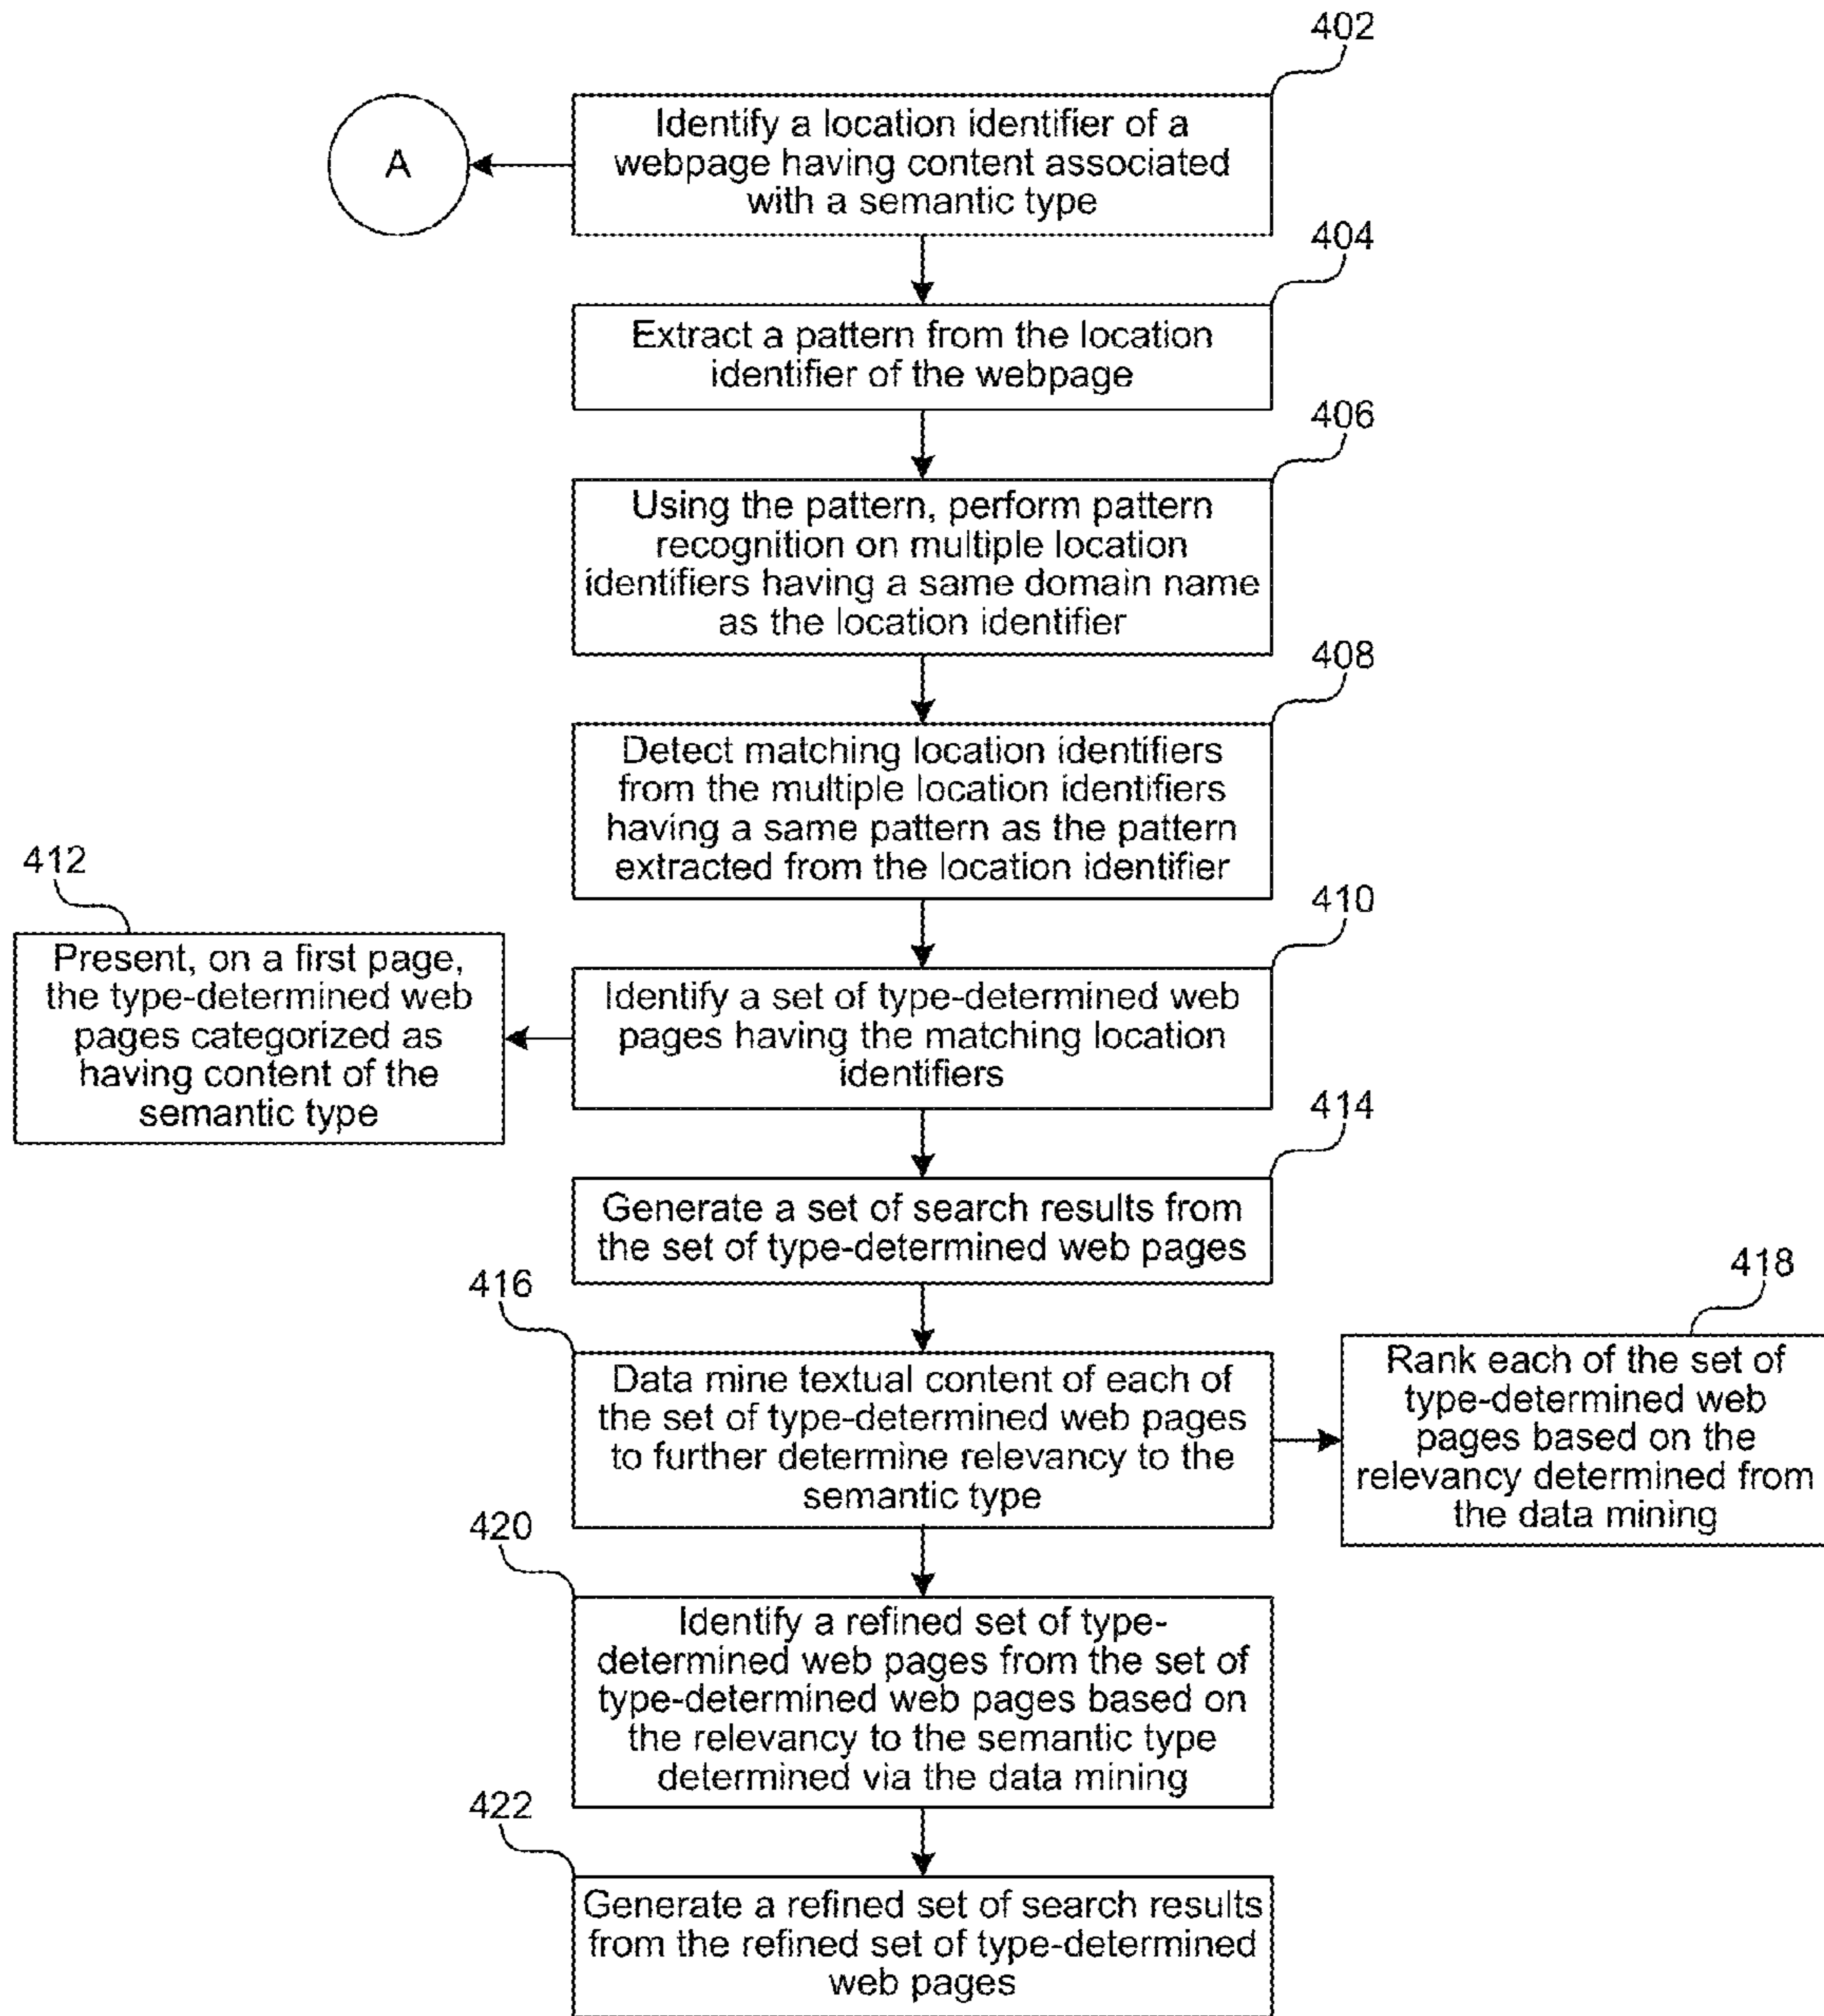 402
A
Identify a location identifier of a
webpage having content associated
with a semantic type
404
Extract a pattern from the location
identifier of the webpage
406
Using the pattern, perform pattern
recognition on multiple location
identifiers having a same domain name
as the location identifier
408
Detect matching location identifiers
from the multiple location identifiers
having a same pattern as the pattern
extracted from the location identifier
412
410
Present, on a first page,
the type-determined web
pages categorized as
having content of the
semantic type
Identify a set of type-determined web
pages having the matching location
identifiers
414
Generate a set of search results from
the set of type-determined web pages
416
418
Data mine textual content of each of
the set of type-determined web pages
to further determine relevancy to the
semantic type
Rank each of the set of
type-determined web
pages based on the
relevancy determined from
the data mining
420
Identify a refined set of type-
determined web pages from the set of
type-determined web pages based on
the relevancy to the semantic type
determined via the data mining
422
Generate a refined set of search results
from the refined set of type-determined
web pages